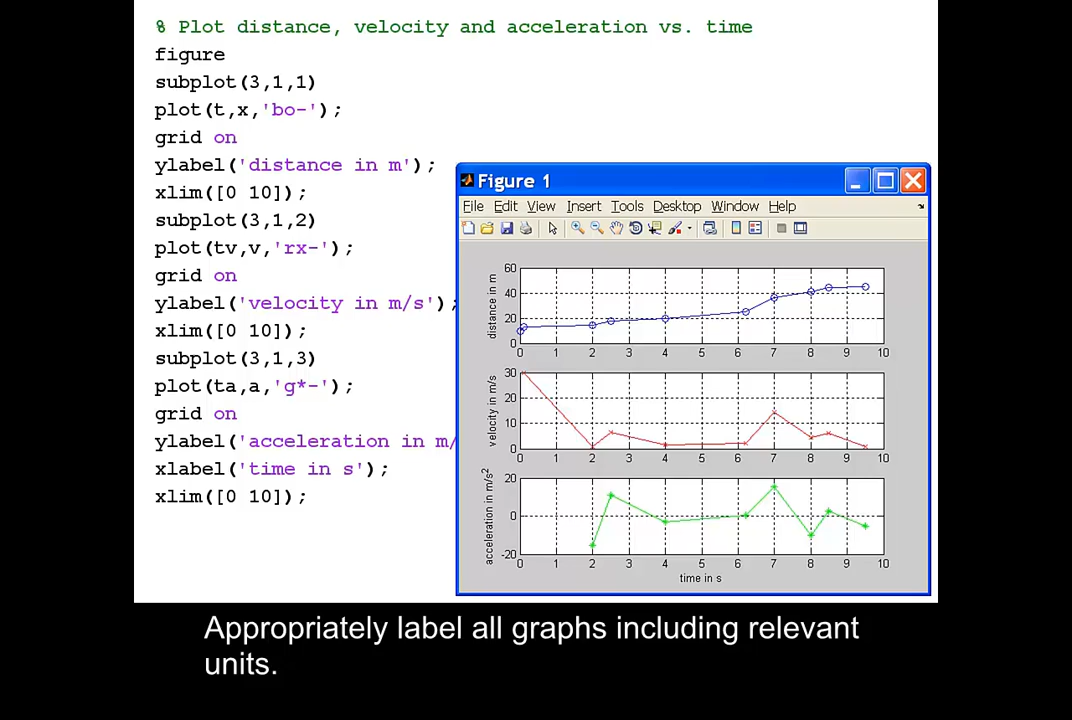 % Plot distance, velocity and acceleration vs. time
figure
subplot(3,1,1)
plot(t,x,'bo-');
grid on
ylabel('distance in m');
xlim([0 10]);
subplot(3,1,2)
plot(tv,v,'rx-');
grid on
ylabel('velocity in m/s');
xlim([0 10]);
subplot(3,1,3)
plot(ta,a,'g*-');
grid on
ylabel('acceleration in m/
xlabel('time in s');
xlim([0 10]);
Figure 1
File Edit View Insert Tools Desktop Window Help
distance in m
60
40
20
0
0 1 2 3 4 5 6 7 8 9 10
velocity in m/s
30
20
10
0
0 1 2 3 4 5 6 7 8 9 10
acceleration in m/s²
20
0
-20
0 1 2 3 4 5 6 7 8 9 10
time in s
Appropriately label all graphs including relevant
units.